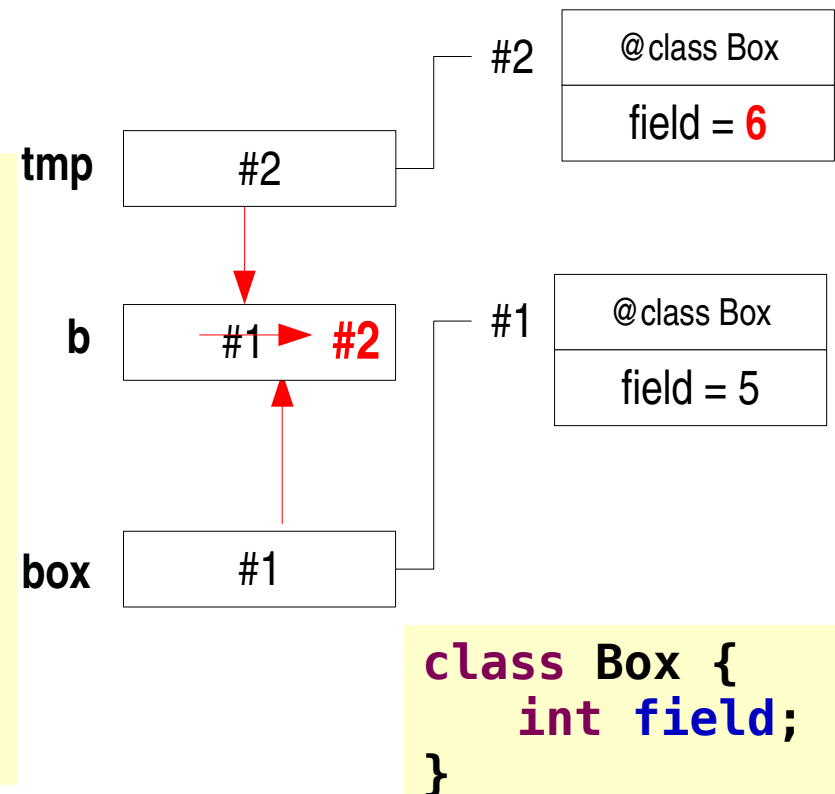 #2
@class Box
field = 6
tmp
#2
b
#1 #2
#1
@class Box
field = 5
box
#1
class Box {
    int field;
}